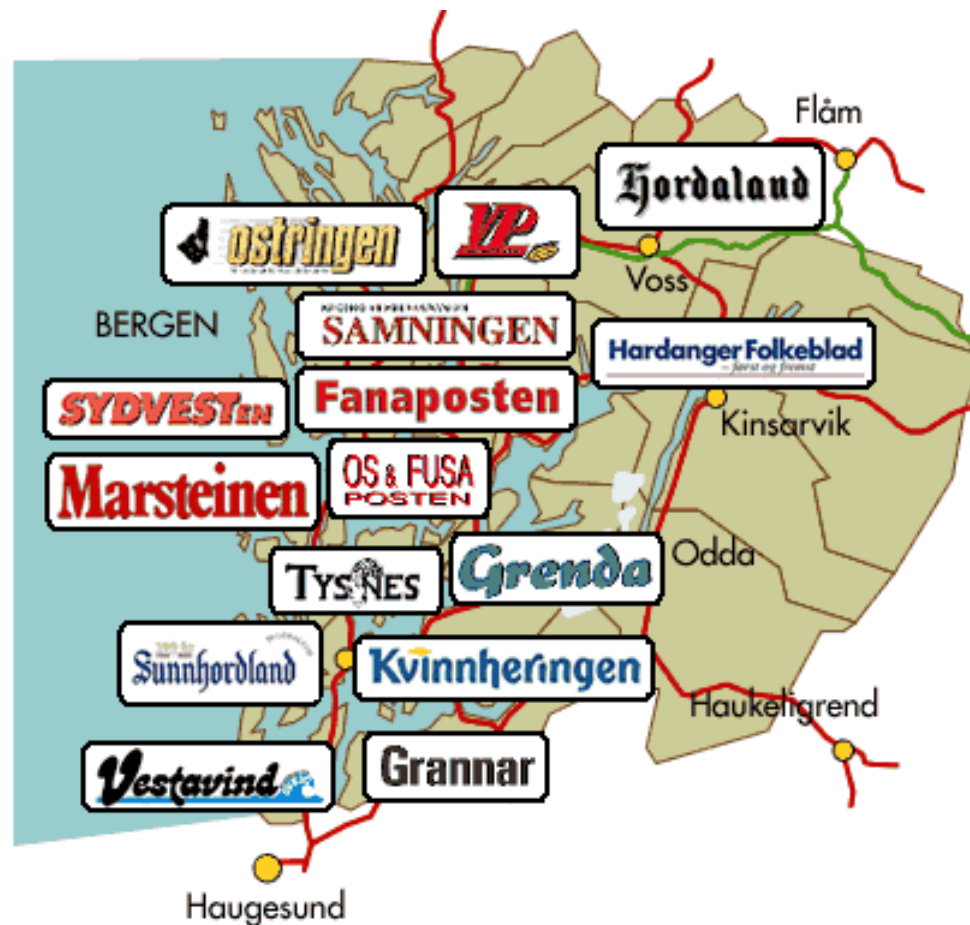 Flåm
Hordaland
ostringen
VP
Voss
BERGEN
SAMNINGEN
Hardanger Folkeblad
– først og fremst
SYDVESTEN
Fanaposten
Kinsarvik
Marsteinen
OS & FUSA
POSTEN
TYSNES
Grenda
Odda
Sunnhordland
Kvinnheringen
Haukeligrend
Vestavind
Grannar
Haugesund